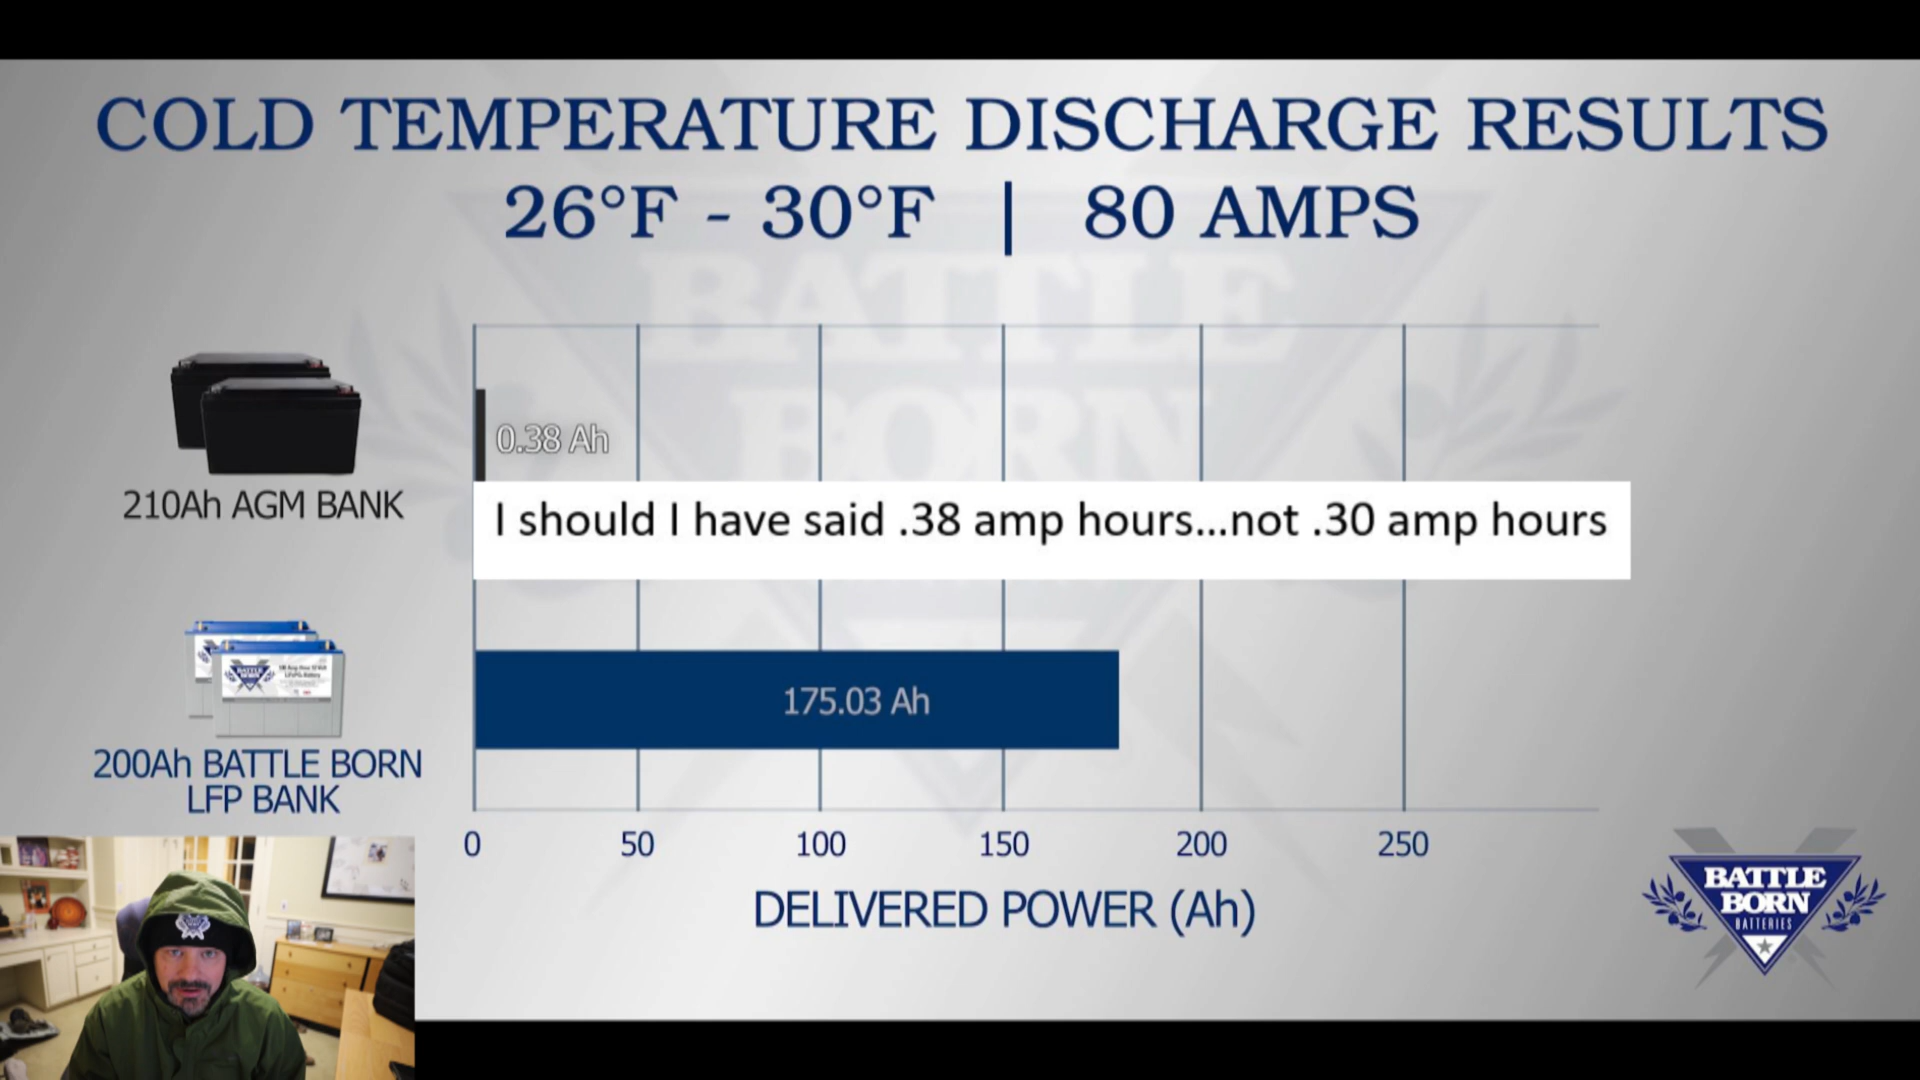 COLD TEMPERATURE DISCHARGE RESULTS
26°F - 30°F | 80 AMPS
0.38 Ah
210Ah AGM BANK
I should I have said .38 amp hours...not .30 amp hours
175.03 Ah
200Ah BATTLE BORN
LFP BANK
0 50 100 150 200 250
DELIVERED POWER (Ah)
BATTLE
BORN
BATTERIES
BATTLE
BORN